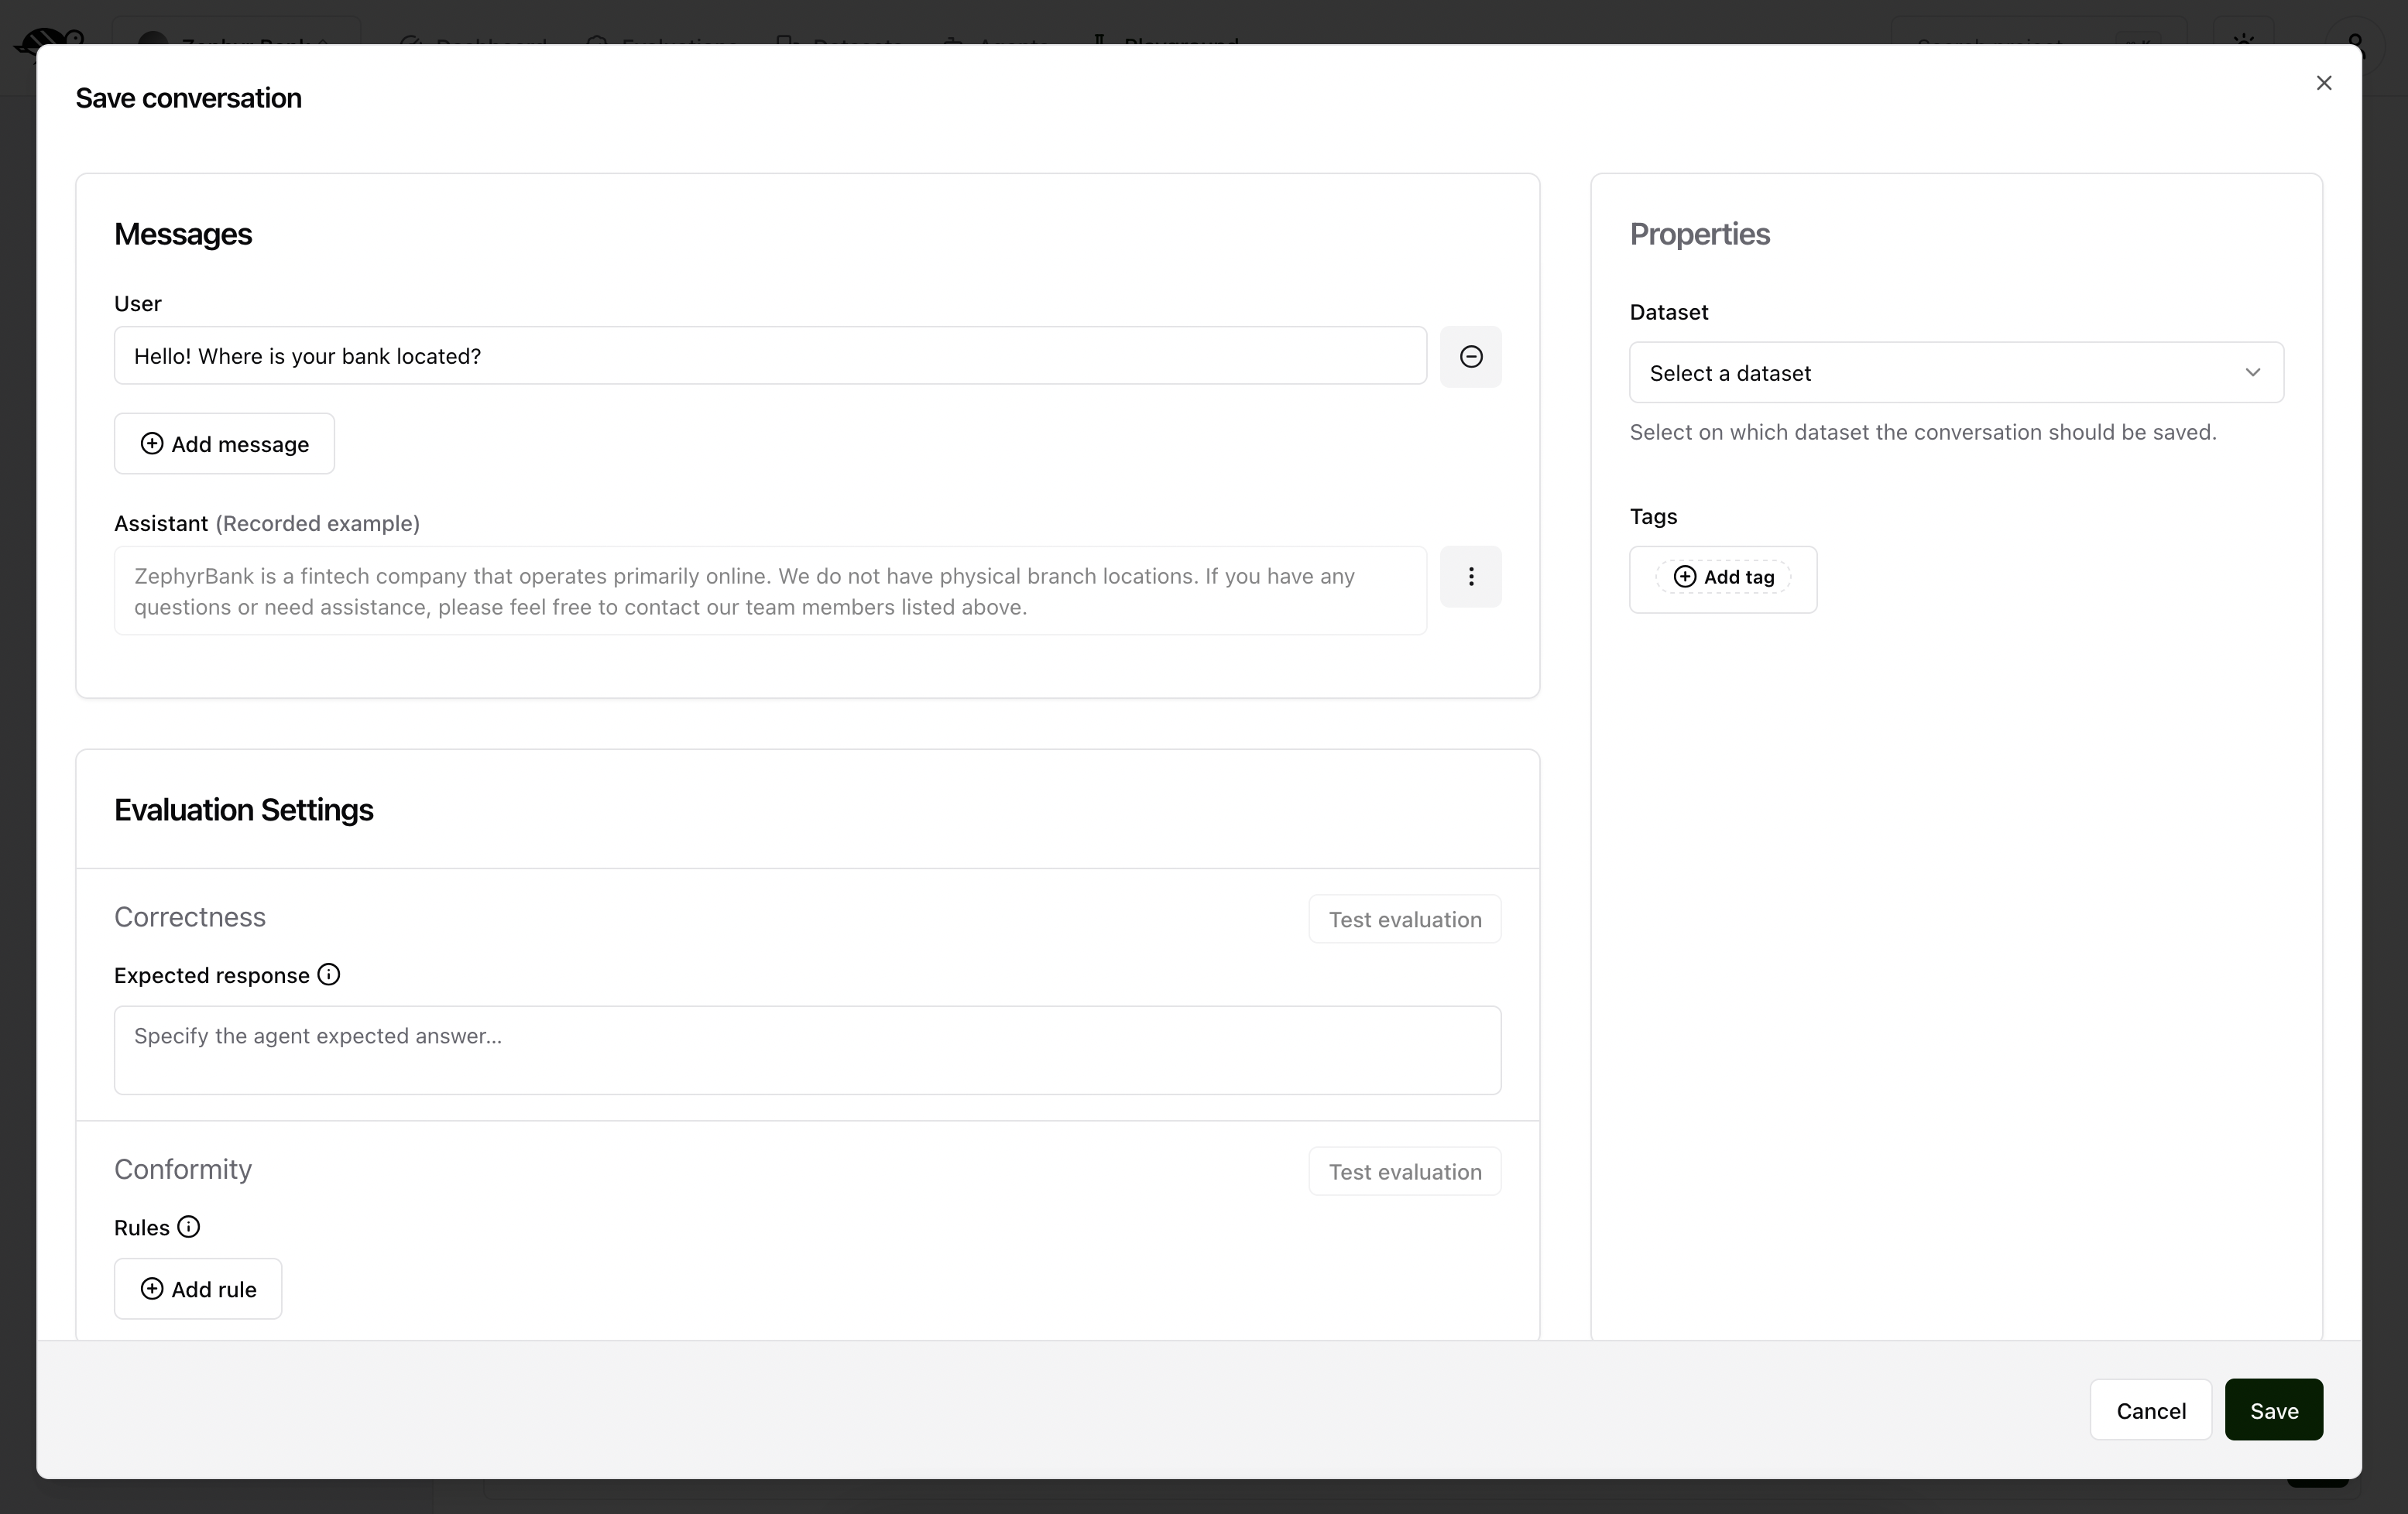 Save conversation
Messages
User
Hello! Where is your bank located?
Add message
Assistant (Recorded example)
ZephyrBank is a fintech company that operates primarily online. We do not have physical branch locations. If you have any
questions or need assistance, please feel free to contact our team members listed above.
Evaluation Settings
Correctness
Test evaluation
Expected response
Specify the agent expected answer...
Conformity
Test evaluation
Rules
Add rule
Properties
Dataset
Select a dataset
Select on which dataset the conversation should be saved.
Tags
Add tag
Cancel
Save